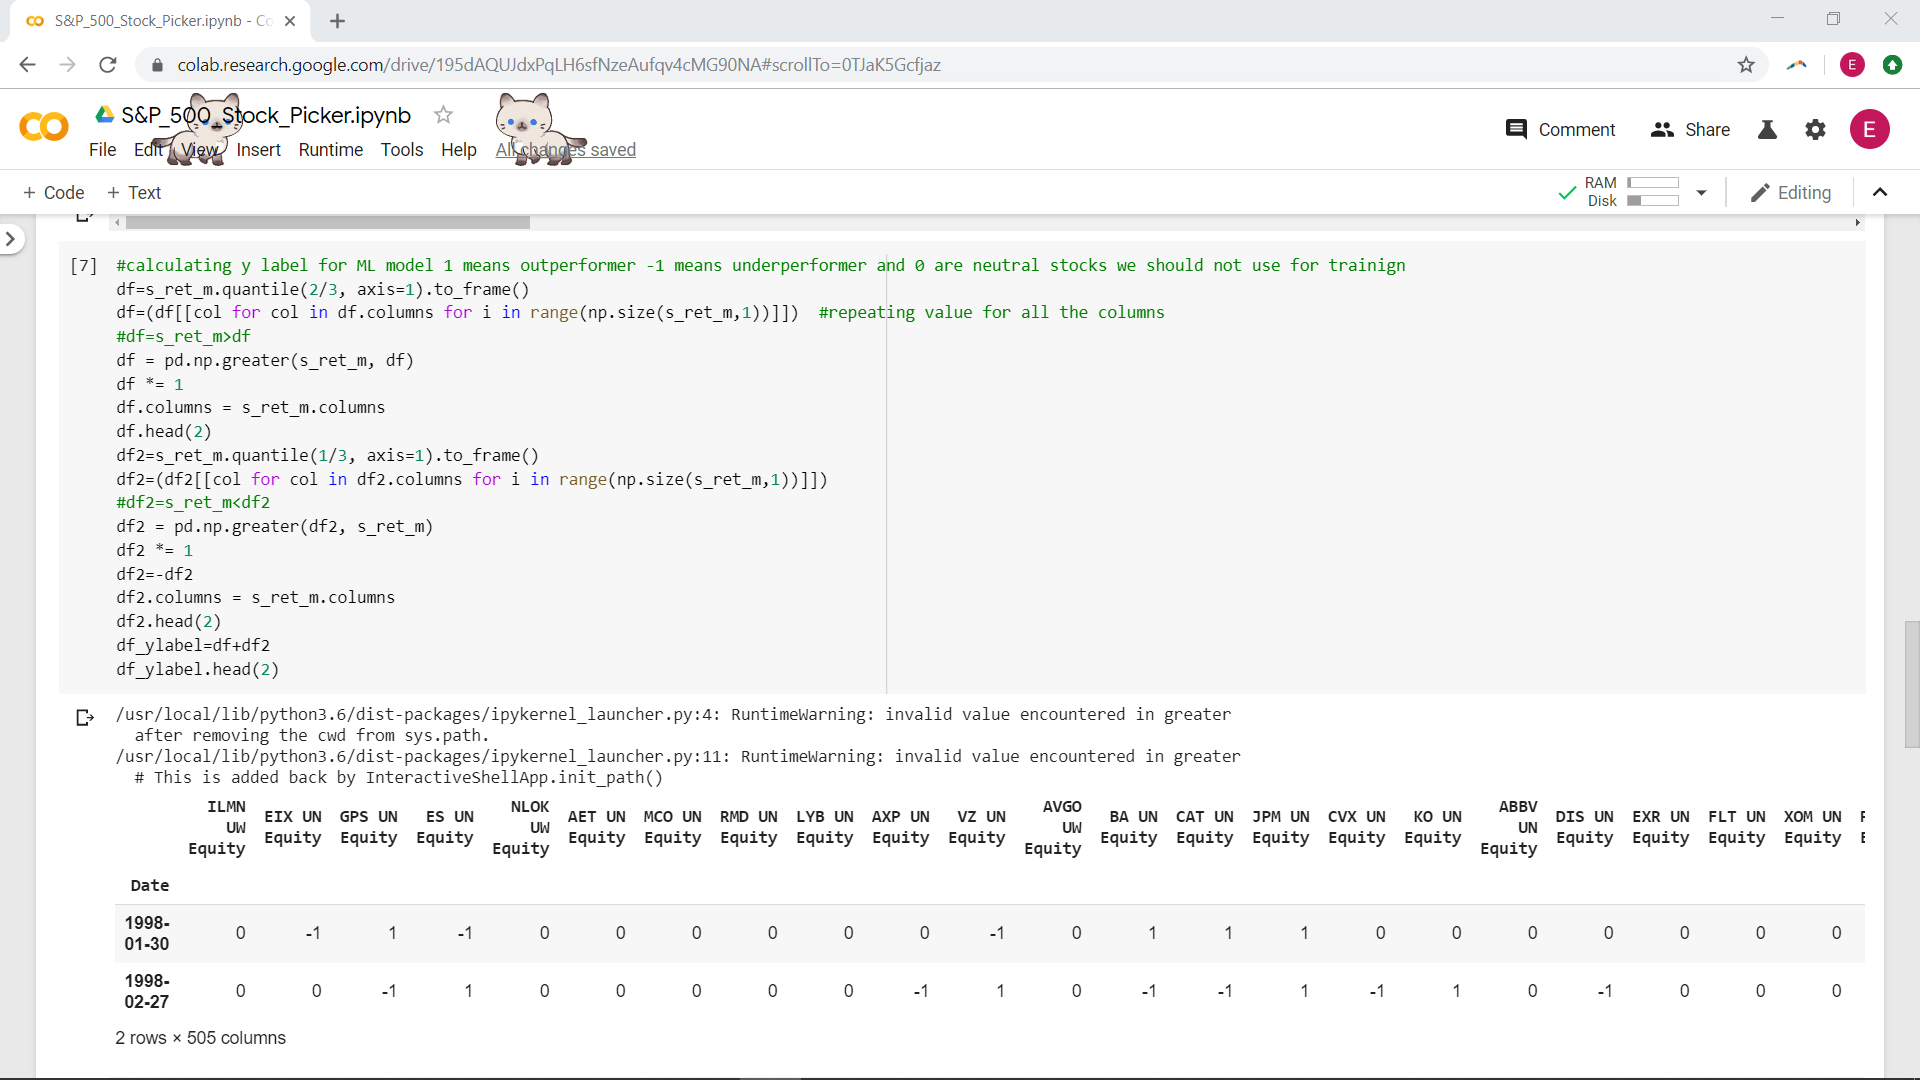 S&P_500_Stock_Picker.ipynb - Co
colab.research.google.com/drive/195dAQUJdxPqLH6sfNzeAufqv4cMG90NA#scrollTo=0TJaK5Gcfjaz
E
S&P_500_Stock_Picker.ipynb
File Edit View Insert Runtime Tools Help All changes saved
Comment Share E
+ Code + Text
RAM
Disk
Editing
[7]
#calculating y label for ML model 1 means outperformer -1 means underperformer and 0 are neutral stocks we should not use for trainign
df=s_ret_m.quantile(2/3, axis=1).to_frame()
df=(df[[col for col in df.columns for i in range(np.size(s_ret_m,1))]]) #repeating value for all the columns
#df=s_ret_m>df
df = pd.np.greater(s_ret_m, df)
df *= 1
df.columns = s_ret_m.columns
df.head(2)
df2=s_ret_m.quantile(1/3, axis=1).to_frame()
df2=(df2[[col for col in df2.columns for i in range(np.size(s_ret_m,1))]])
#df2=s_ret_m<df2
df2 = pd.np.greater(df2, s_ret_m)
df2 *= 1
df2=-df2
df2.columns = s_ret_m.columns
df2.head(2)
df_ylabel=df+df2
df_ylabel.head(2)
/usr/local/lib/python3.6/dist-packages/ipykernel_launcher.py:4: RuntimeWarning: invalid value encountered in greater
after removing the cwd from sys.path.
/usr/local/lib/python3.6/dist-packages/ipykernel_launcher.py:11: RuntimeWarning: invalid value encountered in greater
# This is added back by InteractiveShellApp.init_path()
ILMN UW Equity EIX UN Equity GPS UN Equity ES UN Equity NLOK UW Equity AET UN Equity MCO UN Equity RMD UN Equity LYB UN Equity AXP UN Equity VZ UN Equity AVGO UW Equity BA UN Equity CAT UN Equity JPM UN Equity CVX UN Equity KO UN Equity ABBV UN Equity DIS UN Equity EXR UN Equity FLT UN Equity XOM UN Equity
Date
1998-01-30 0 -1 1 -1 0 0 0 0 0 0 -1 0 1 1 1 0 0 0 0 0 0 0
1998-02-27 0 0 -1 1 0 0 0 0 0 -1 1 0 -1 -1 1 -1 1 0 -1 0 0 0
2 rows × 505 columns